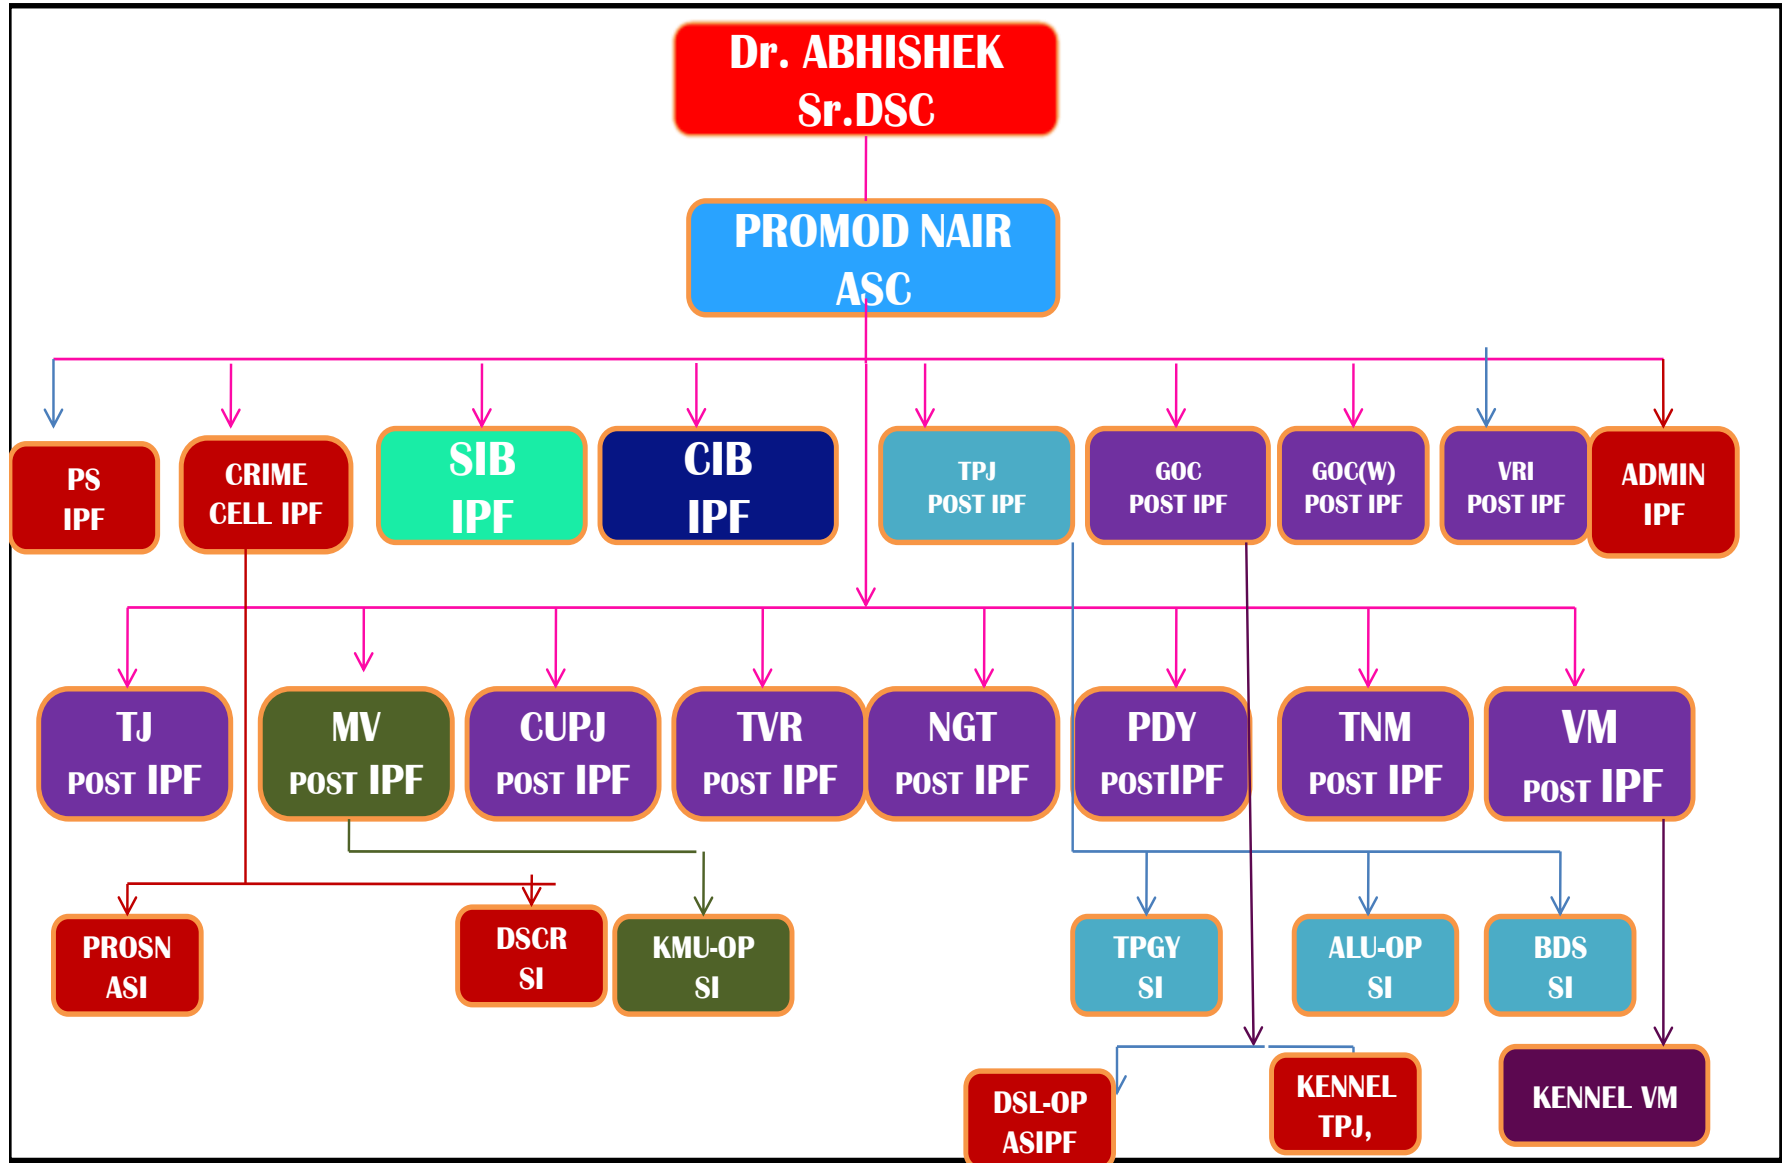 Dr. ABHISHEK
Sr.DSC
PROMOD NAIR
ASC
PS
IPF
CRIME
CELL IPF
SIB
IPF
CIB
IPF
TPJ
POST IPF
GOC
POST IPF
GOC(W)
POST IPF
VRI
POST IPF
ADMIN
IPF
TJ
POST IPF
MV
POST IPF
CUPJ
POST IPF
TVR
POST IPF
NGT
POST IPF
PDY
POSTIPF
TNM
POST IPF
VM
POST IPF
PROSN
ASI
DSCR
SI
KMU-OP
SI
TPGY
SI
ALU-OP
SI
BDS
SI
DSL-OP
ASIPF
KENNEL
TPJ,
KENNEL VM